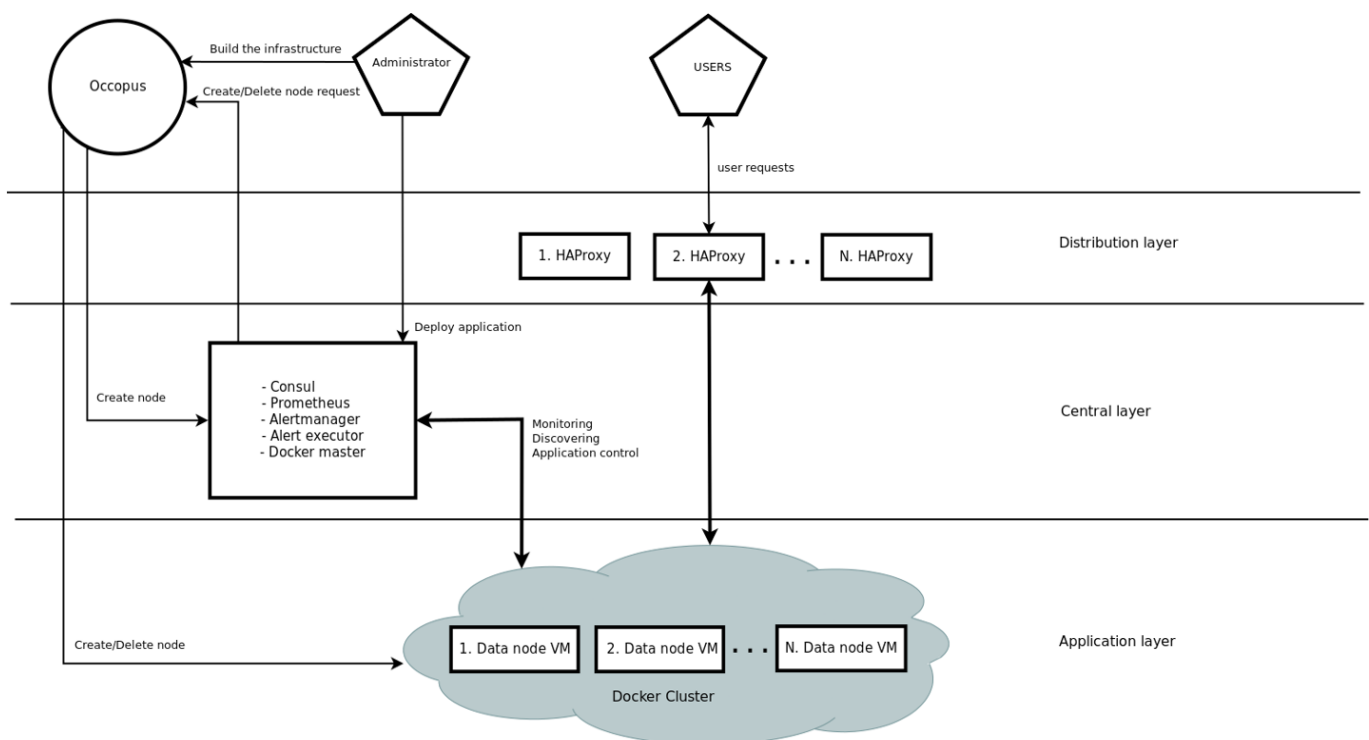 Build the infrastructure
Administrator
USERS
Occopus
Create/Delete node request
user requests
Distribution layer
1. HAProxy
2. HAProxy
. . .
N. HAProxy
Deploy application
- Consul
- Prometheus
- Alertmanager
- Alert executor
- Docker master
Create node
Monitoring
Discovering
Application control
Central layer
Create/Delete node
1. Data node VM
2. Data node VM
. . .
N. Data node VM
Docker Cluster
Application layer